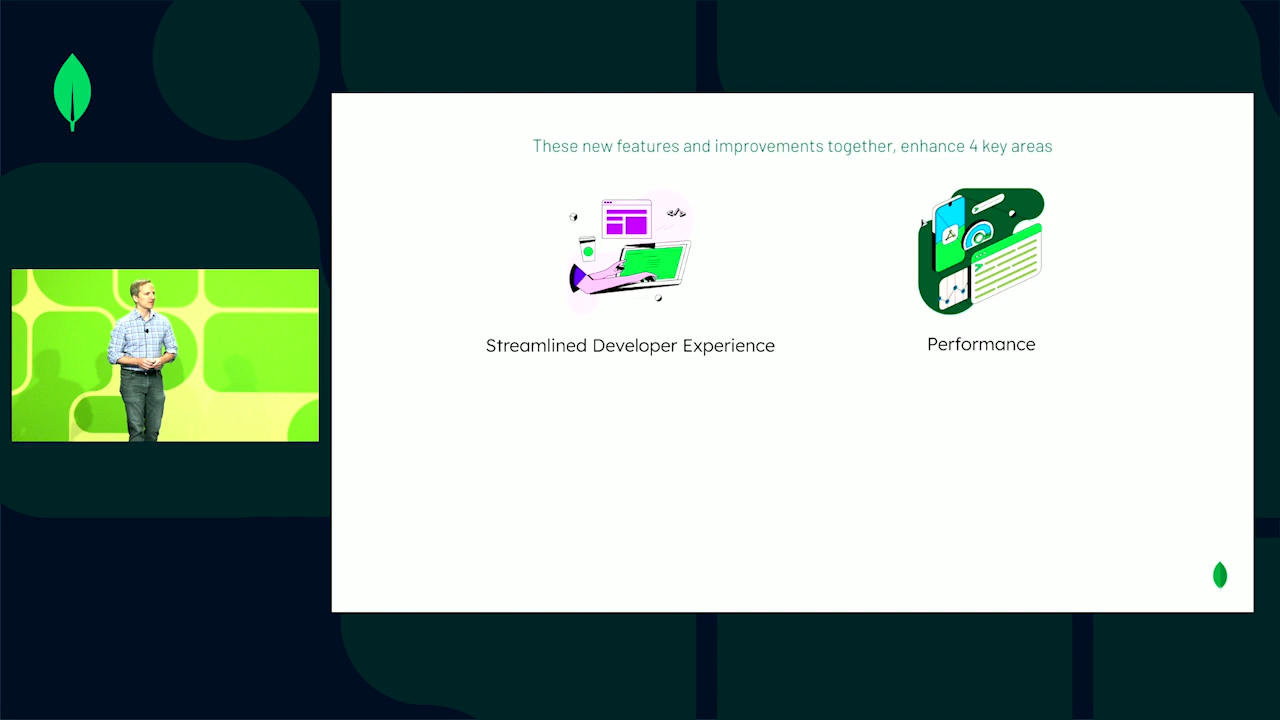 These new features and improvements together, enhance 4 key areas
Streamlined Developer Experience
Performance